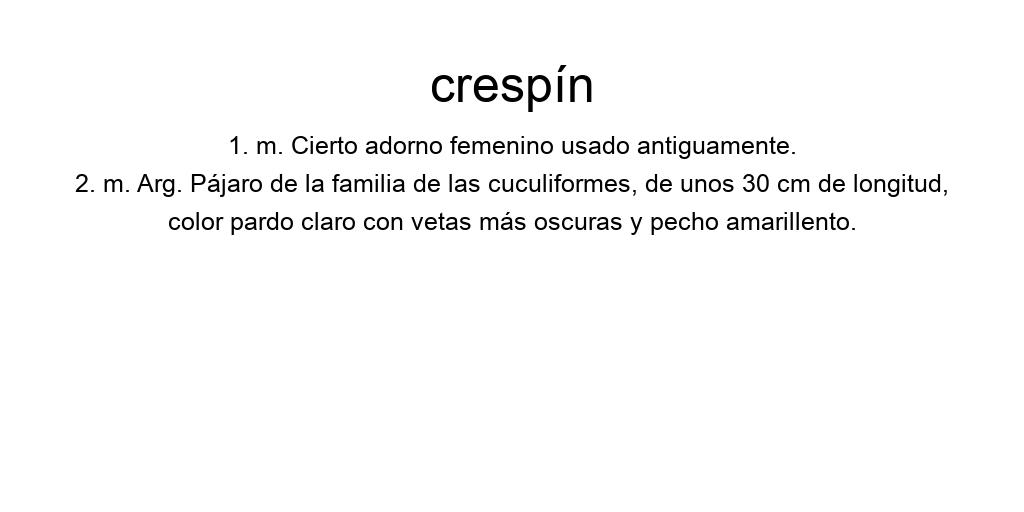 crespín
1. m. Cierto adorno femenino usado antiguamente.
2. m. Arg. Pájaro de la familia de las cuculiformes, de unos 30 cm de longitud,
color pardo claro con vetas más oscuras y pecho amarillento.